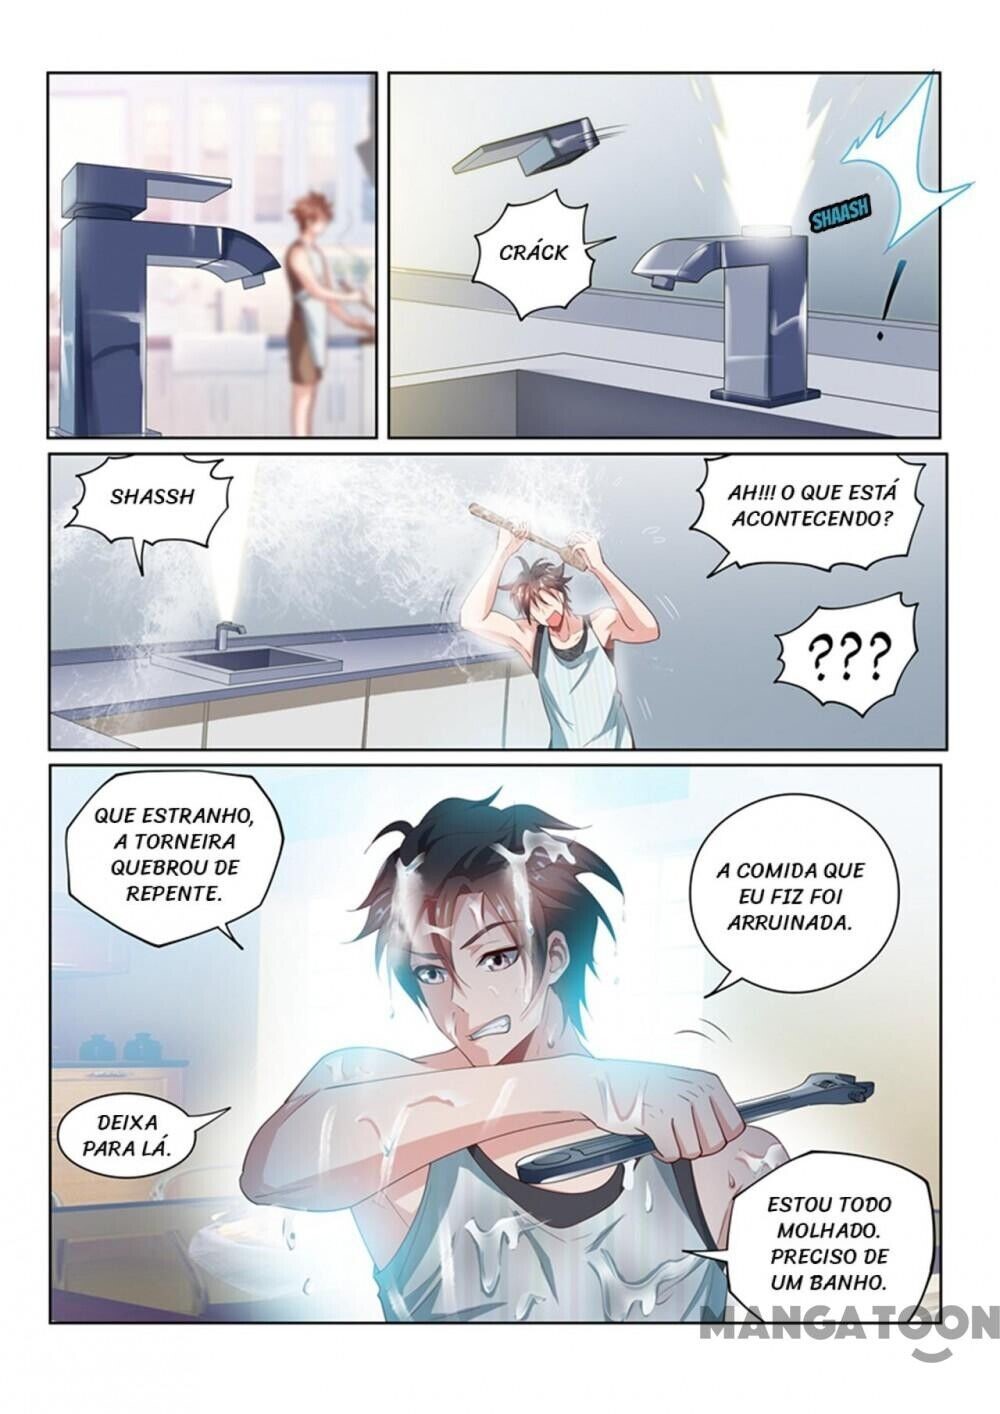 CRÁCK
SHAASH
!
SHASSH
AH!!! O QUE ESTÁ
ACONTECENDO?
???
QUE ESTRANHO,
A TORNEIRA
QUEBROU DE
REPENTE.
A COMIDA QUE
EU FIZ FOI
ARRUINADA.
DEIXA
PARA LÁ.
ESTOU TODO
MOLHADO.
PRECISO DE
UM BANHO.
MANGATOON